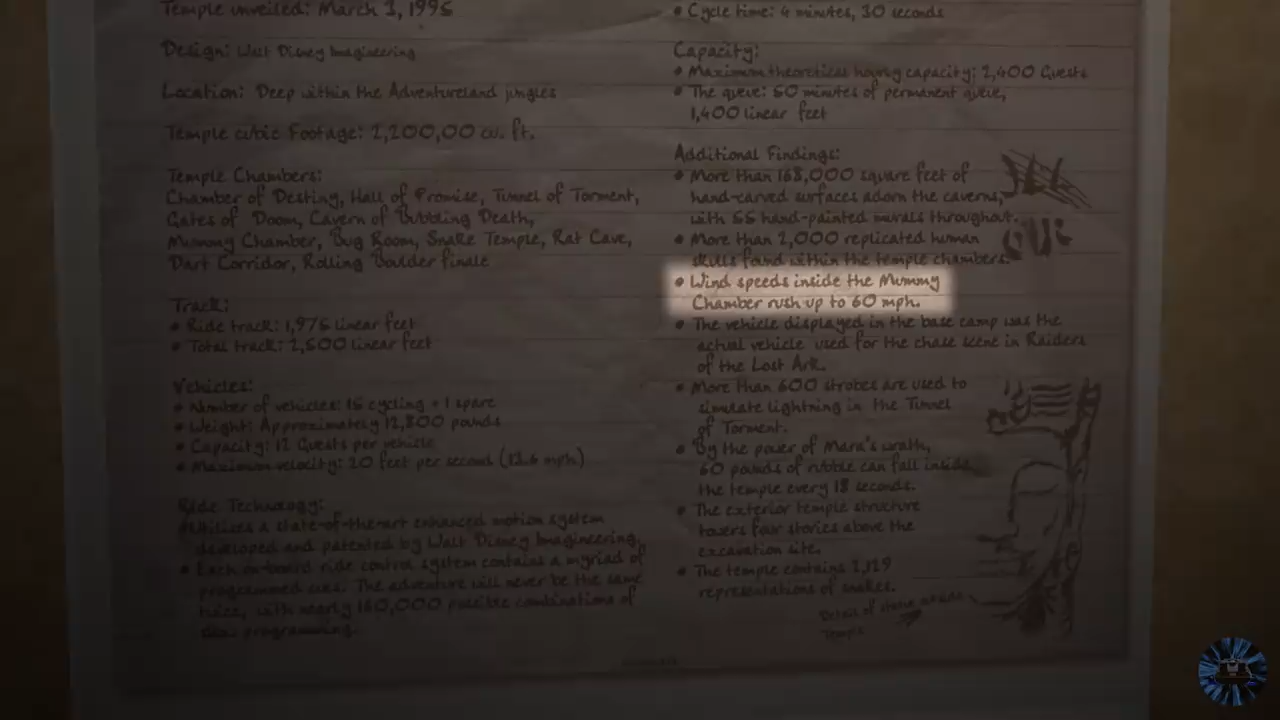 Temple unveiled: March 3, 1995
Design: Walt Disney Imagineering
Location: Deep within the Adventureland jungles
Temple cubic Footage: 2,200,00 cu. ft.
Temple Chambers:
Chamber of Destiny, Hall of Promise, Tunnel of Torment,
Gates of Doom, Cavern of Bubbling Death,
Mummy Chamber, Bug Room, Snake Temple, Rat Cave,
Dart Corridor, Rolling Boulder finale
Track:
• Ride track: 1,975 linear feet
• Total track: 2,500 linear feet
Vehicles:
• Number of vehicles: 15 cycling + 1 spare
• Weight: Approximately 12,800 pounds
• Capacity: 12 Guests per vehicle
• Maximum velocity: 20 feet per second (13.6 mph)
Ride Technology:
• Utilizes a state-of-the-art enhanced motion system
developed and patented by Walt Disney Imagineering.
• Each on-board ride control system contains a myriad of
programmed cues. The adventure will never be the same
twice, with nearly 160,000 possible combinations of
programming.
• Cycle time: 4 minutes, 30 seconds
Capacity:
• Maximum theoretical hourly capacity: 2,400 Guests
• The queue: 50 minutes of permanent queue,
1,400 linear feet
Additional Findings:
• More than 168,000 square feet of
hand-carved surfaces adorn the caverns,
with 55 hand-painted murals throughout.
• More than 2,000 replicated human
skulls found within the temple chambers.
• Wind speeds inside the Mummy
Chamber rush up to 60 mph.
• The vehicle displayed in the base camp was the
actual vehicle used for the chase scene in Raiders
of the Lost Ark.
• More than 600 strobes are used to
simulate lightning in the Tunnel
of Torment.
• By the power of Mara's wrath,
60 pounds of rubble can fall inside
the temple every 18 seconds.
• The exterior temple structure
towers four stories above the
excavation site.
• The temple contains 2,129
representations of snakes.
Detail of stone
Temple